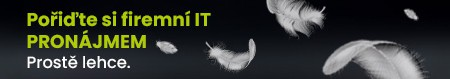 Pořiďte si firemní IT
PRONÁJMEM
Prostě lehce.